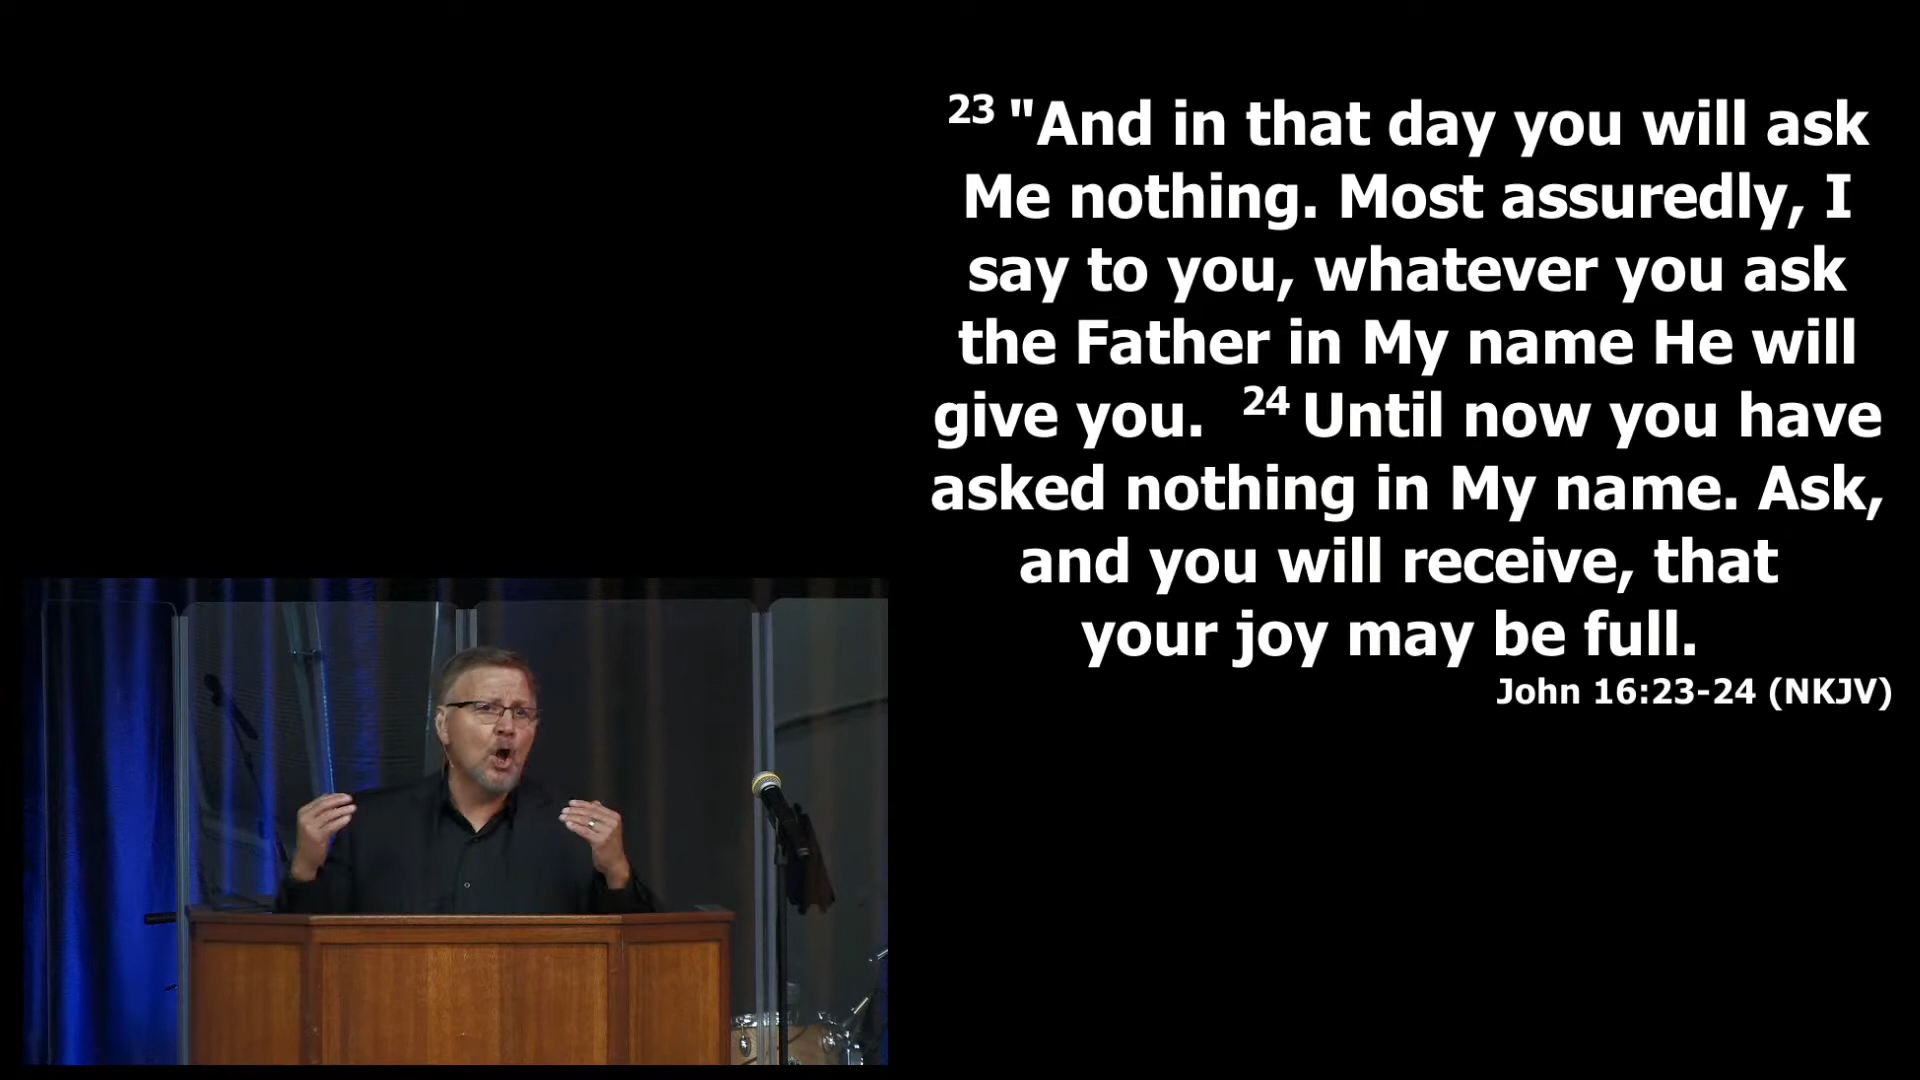 23 "And in that day you will ask
Me nothing. Most assuredly, I
say to you, whatever you ask
the Father in My name He will
give you. 24 Until now you have
asked nothing in My name. Ask,
and you will receive, that
your joy may be full.
John 16:23-24 (NKJV)